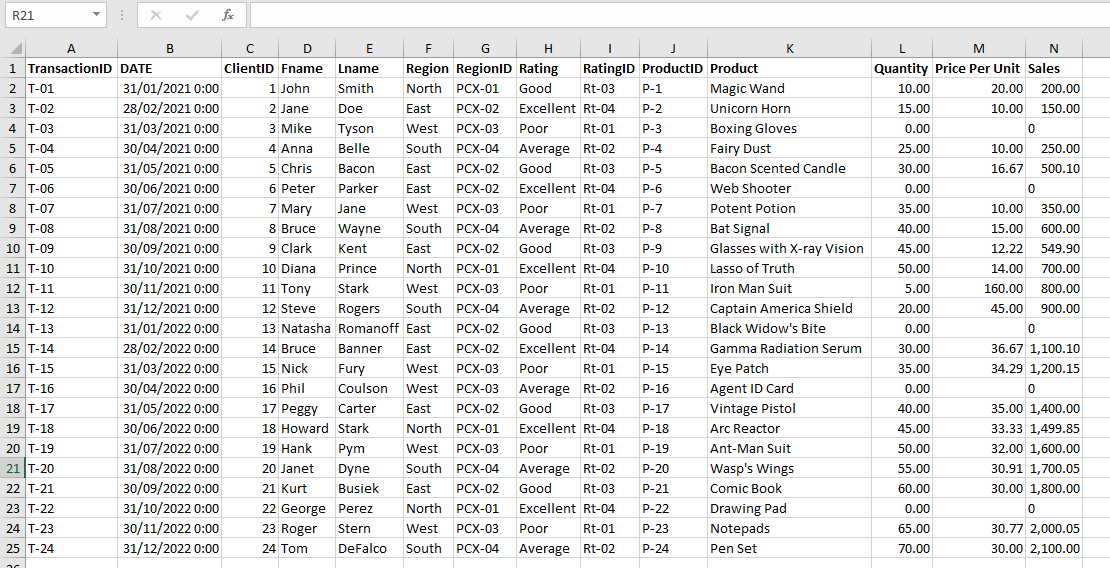 R21 fx
A B C D E F G H I J K L M N
1 TransactionID DATE ClientID Fname Lname Region RegionID Rating RatingID ProductID Product Quantity Price Per Unit Sales
2 T-01 31/01/2021 0:00 1 John Smith North PCX-01 Good Rt-03 P-1 Magic Wand 10.00 20.00 200.00
3 T-02 28/02/2021 0:00 2 Jane Doe East PCX-02 Excellent Rt-04 P-2 Unicorn Horn 15.00 10.00 150.00
4 T-03 31/03/2021 0:00 3 Mike Tyson West PCX-03 Poor Rt-01 P-3 Boxing Gloves 0.00 0
5 T-04 30/04/2021 0:00 4 Anna Belle South PCX-04 Average Rt-02 P-4 Fairy Dust 25.00 10.00 250.00
6 T-05 31/05/2021 0:00 5 Chris Bacon East PCX-02 Good Rt-03 P-5 Bacon Scented Candle 30.00 16.67 500.10
7 T-06 30/06/2021 0:00 6 Peter Parker East PCX-02 Excellent Rt-04 P-6 Web Shooter 0.00 0
8 T-07 31/07/2021 0:00 7 Mary Jane West PCX-03 Poor Rt-01 P-7 Potent Potion 35.00 10.00 350.00
9 T-08 31/08/2021 0:00 8 Bruce Wayne South PCX-04 Average Rt-02 P-8 Bat Signal 40.00 15.00 600.00
10 T-09 30/09/2021 0:00 9 Clark Kent East PCX-02 Good Rt-03 P-9 Glasses with X-ray Vision 45.00 12.22 549.90
11 T-10 31/10/2021 0:00 10 Diana Prince North PCX-01 Excellent Rt-04 P-10 Lasso of Truth 50.00 14.00 700.00
12 T-11 30/11/2021 0:00 11 Tony Stark West PCX-03 Poor Rt-01 P-11 Iron Man Suit 5.00 160.00 800.00
13 T-12 31/12/2021 0:00 12 Steve Rogers South PCX-04 Average Rt-02 P-12 Captain America Shield 20.00 45.00 900.00
14 T-13 31/01/2022 0:00 13 Natasha Romanoff East PCX-02 Good Rt-03 P-13 Black Widow's Bite 0.00 0
15 T-14 28/02/2022 0:00 14 Bruce Banner East PCX-02 Excellent Rt-04 P-14 Gamma Radiation Serum 30.00 36.67 1,100.10
16 T-15 31/03/2022 0:00 15 Nick Fury West PCX-03 Poor Rt-01 P-15 Eye Patch 35.00 34.29 1,200.15
17 T-16 30/04/2022 0:00 16 Phil Coulson West PCX-03 Average Rt-02 P-16 Agent ID Card 0.00 0
18 T-17 31/05/2022 0:00 17 Peggy Carter East PCX-02 Good Rt-03 P-17 Vintage Pistol 40.00 35.00 1,400.00
19 T-18 30/06/2022 0:00 18 Howard Stark North PCX-01 Excellent Rt-04 P-18 Arc Reactor 45.00 33.33 1,499.85
20 T-19 31/07/2022 0:00 19 Hank Pym West PCX-03 Poor Rt-01 P-19 Ant-Man Suit 50.00 32.00 1,600.00
21 T-20 31/08/2022 0:00 20 Janet Dyne South PCX-04 Average Rt-02 P-20 Wasp's Wings 55.00 30.91 1,700.05
22 T-21 30/09/2022 0:00 21 Kurt Busiek East PCX-02 Good Rt-03 P-21 Comic Book 60.00 30.00 1,800.00
23 T-22 31/10/2022 0:00 22 George Perez North PCX-01 Excellent Rt-04 P-22 Drawing Pad 0.00 0
24 T-23 30/11/2022 0:00 23 Roger Stern West PCX-03 Poor Rt-01 P-23 Notepads 65.00 30.77 2,000.05
25 T-24 31/12/2022 0:00 24 Tom DeFalco South PCX-04 Average Rt-02 P-24 Pen Set 70.00 30.00 2,100.00